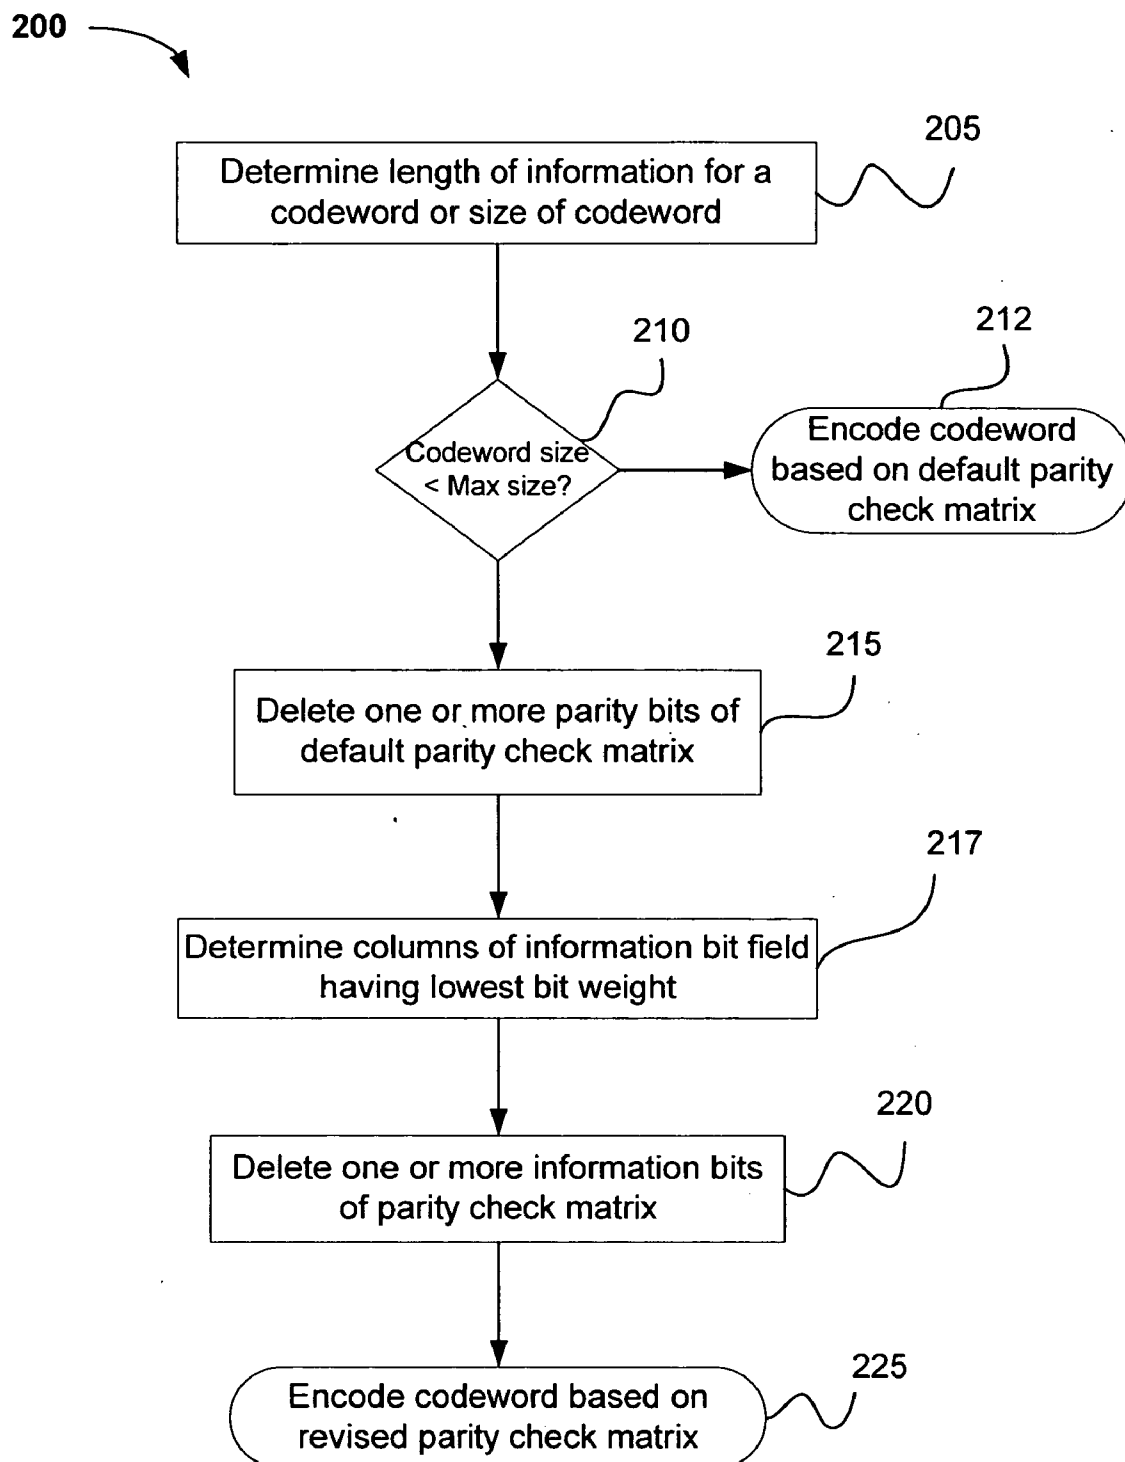 200
205
Determine length of information for a
codeword or size of codeword
210
212
Codeword size
< Max size?
Encode codeword
based on default parity
check matrix
215
Delete one or more parity bits of
default parity check matrix
217
Determine columns of information bit field
having lowest bit weight
220
Delete one or more information bits
of parity check matrix
225
Encode codeword based on
revised parity check matrix